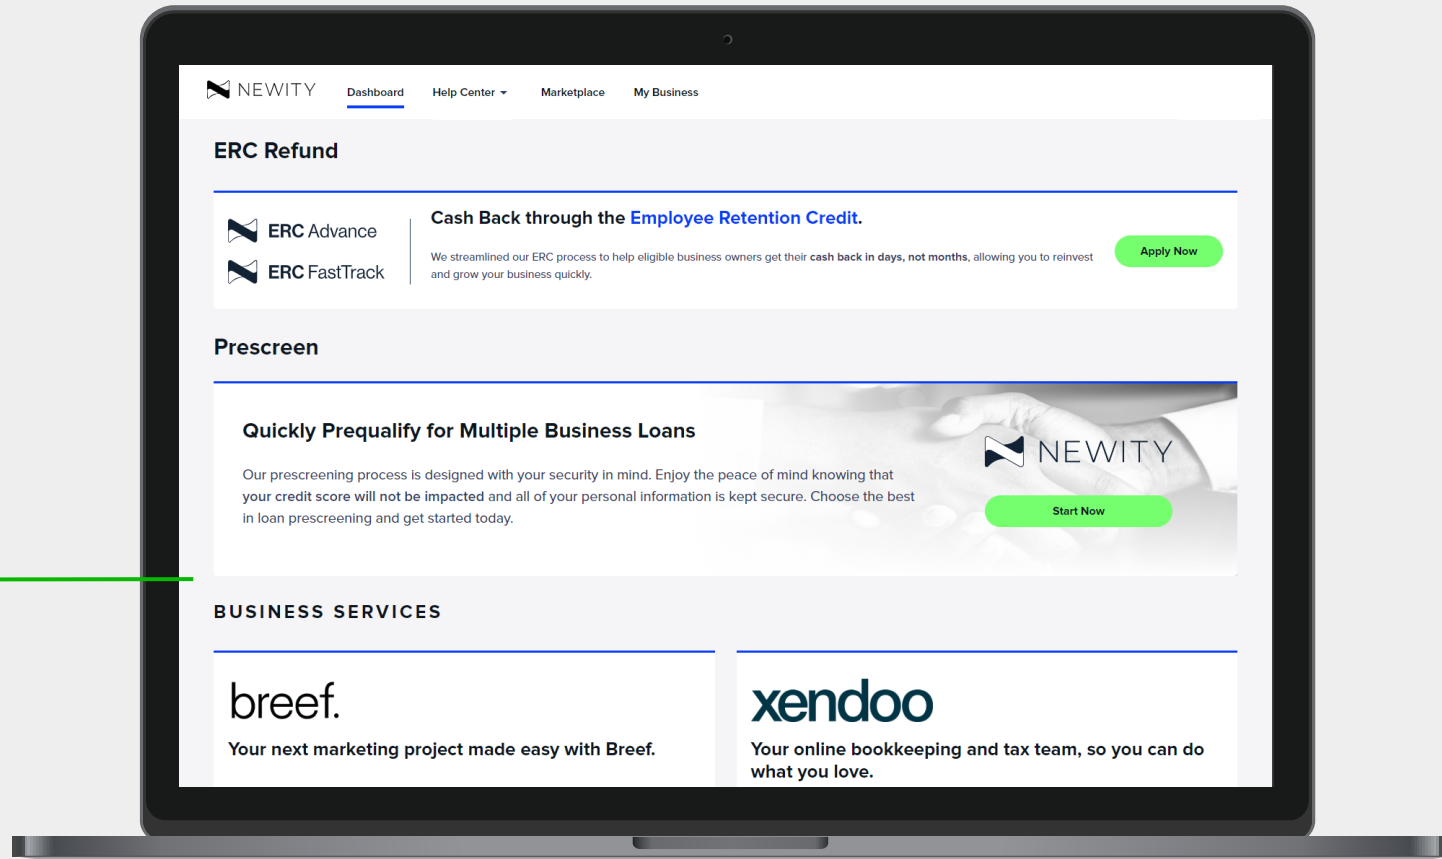 NEWITY
Dashboard
Help Center
Marketplace
My Business
ERC Refund
ERC Advance
ERC FastTrack
Cash Back through the Employee Retention Credit.
We streamlined our ERC process to help eligible business owners get their cash back in days, not months, allowing you to reinvest
and grow your business quickly.
Apply Now
Prescreen
Quickly Prequalify for Multiple Business Loans
Our prescreening process is designed with your security in mind. Enjoy the peace of mind knowing that
your credit score will not be impacted and all of your personal information is kept secure. Choose the best
in loan prescreening and get started today.
NEWITY
Start Now
BUSINESS SERVICES
breef.
Your next marketing project made easy with Breef.
xendoo
Your online bookkeeping and tax team, so you can do
what you love.